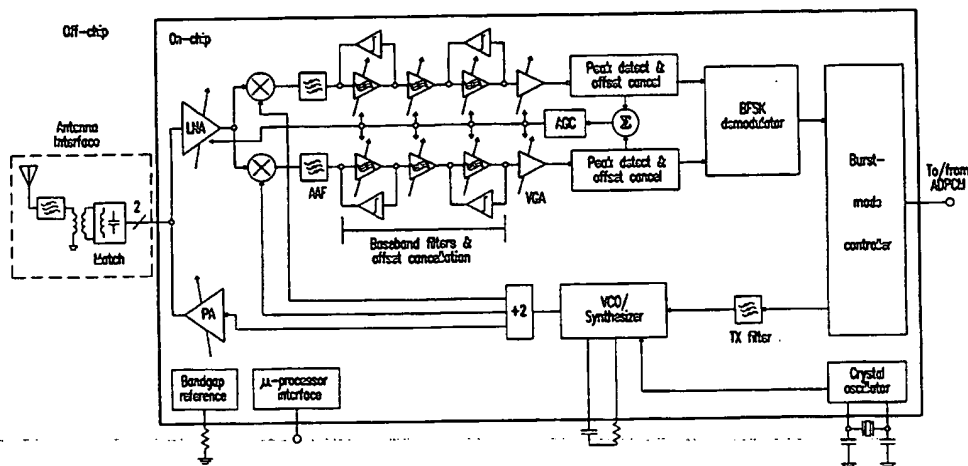 Off-chip
On-chip
Antenna
Interface
2
Match
LNA
PA
AAF
Baseband filters &
offset cancellation
VGA
Peak detect &
offset cancel
AGC
Σ
Peak detect &
offset cancel
BFSK
demodulator
Burst-
mode
controller
To/from
ADPCM
÷2
VCO/
Synthesizer
TX filter
Bandgap
reference
μ-processor
interface
Crystal
oscillator